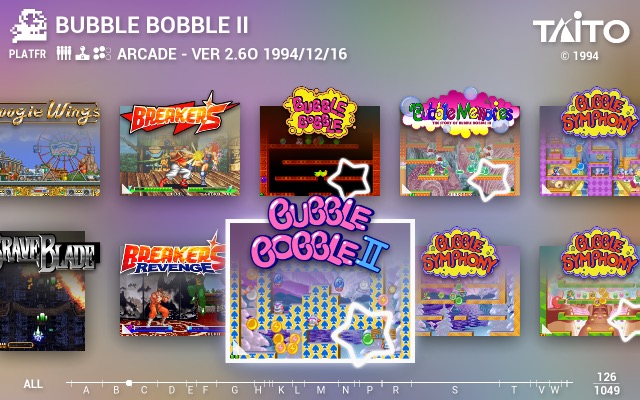 BUBBLE BOBBLE II
TAITO
PLATFR
ARCADE - VER 2.6O 1994/12/16
© 1994
oogie Wings
BREAKERS
BUBBLE BOBBLE
Bubble Memories
THE STORY OF BUBBLE BOBBLE III
BUBBLE SYMPHONY
GRAVE BLADE
BREAKERS REVENGE
BUBBLE BOBBLE II
BUBBLE SYMPHONY
BUBBLE SYMPHONY
ALL
A B C D E F G H K L M N P R S T V W
126
1049